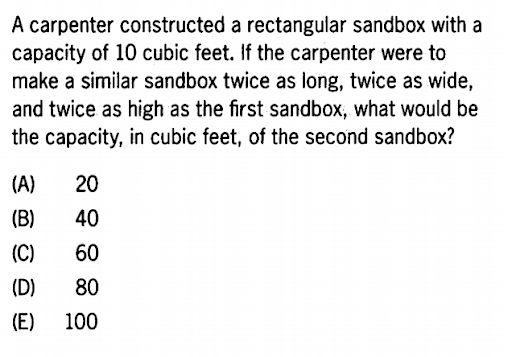 A carpenter constructed a rectangular sandbox with a
capacity of 10 cubic feet. If the carpenter were to
make a similar sandbox twice as long, twice as wide,
and twice as high as the first sandbox, what would be
the capacity, in cubic feet, of the second sandbox?
(A) 20
(B) 40
(C) 60
(D) 80
(E) 100